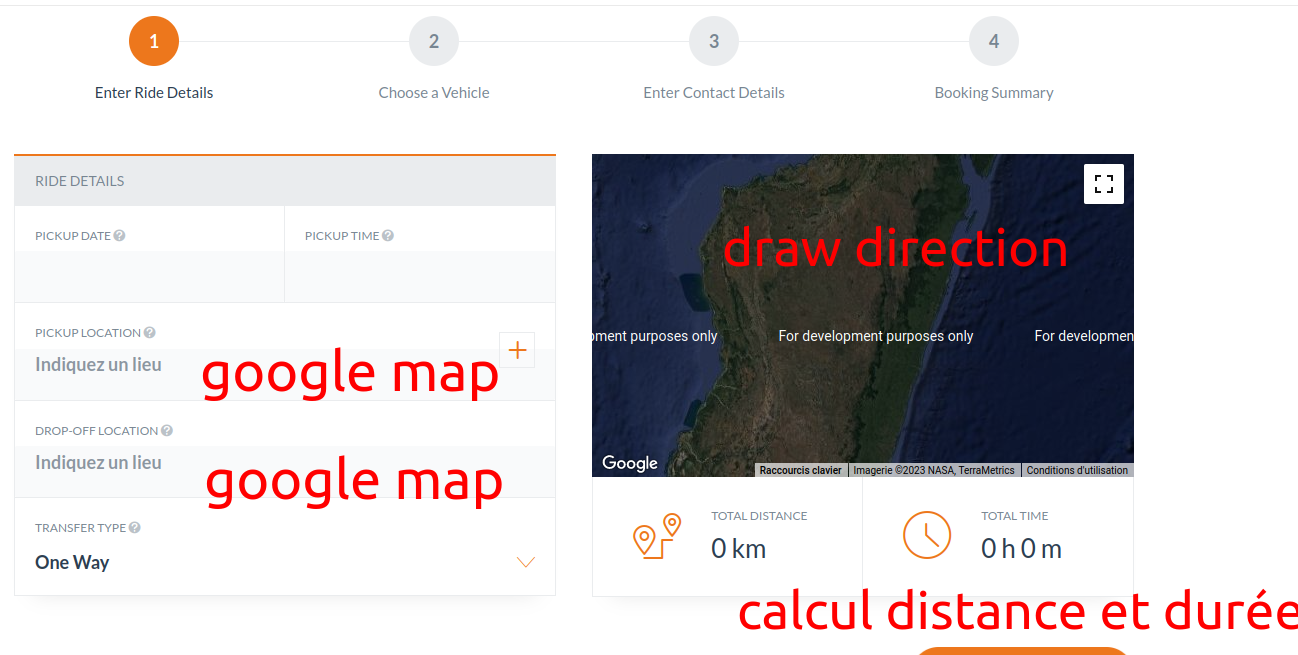 1 2 3 4
Enter Ride Details Choose a Vehicle Enter Contact Details Booking Summary
RIDE DETAILS
PICKUP DATE ?
PICKUP TIME ?
PICKUP LOCATION ?
Indiquez un lieu
google map
+
DROP-OFF LOCATION ?
Indiquez un lieu
google map
TRANSFER TYPE ?
One Way
draw direction
pment purposes only For development purposes only For developmen
Google
Raccourcis clavier Imagerie ©2023 NASA, TerraMetrics Conditions d'utilisation
TOTAL DISTANCE
0 km
TOTAL TIME
0 h 0 m
calcul distance et durée